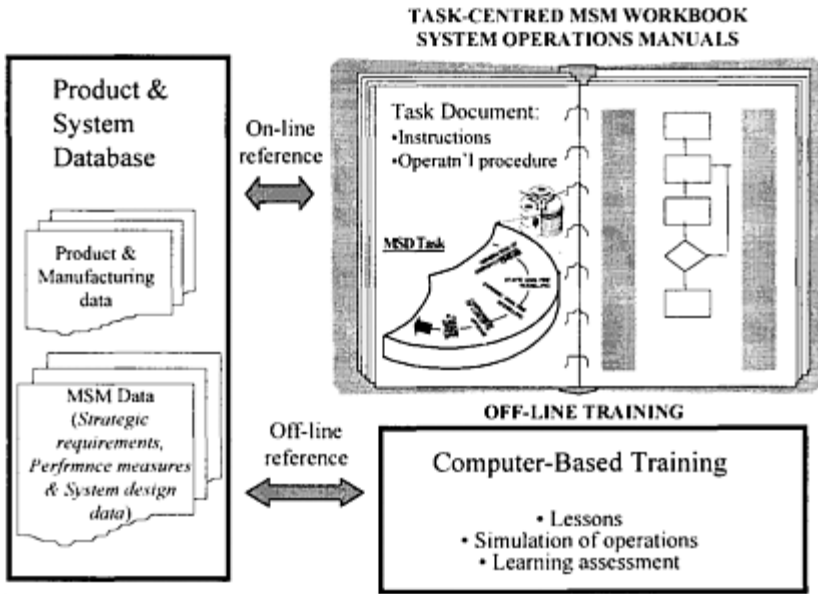 TASK-CENTRED MSM WORKBOOK
SYSTEM OPERATIONS MANUALS
Product &
System
Database
Product &
Manufacturing
data
MSM Data
(Strategic
requirements,
Perfrmnce measures
& System design
data)
On-line
reference
Off-line
reference
Task Document:
•Instructions
•Operatn'l procedure
MSD Task
OFF-LINE TRAINING
Computer-Based Training
• Lessons
• Simulation of operations
• Learning assessment